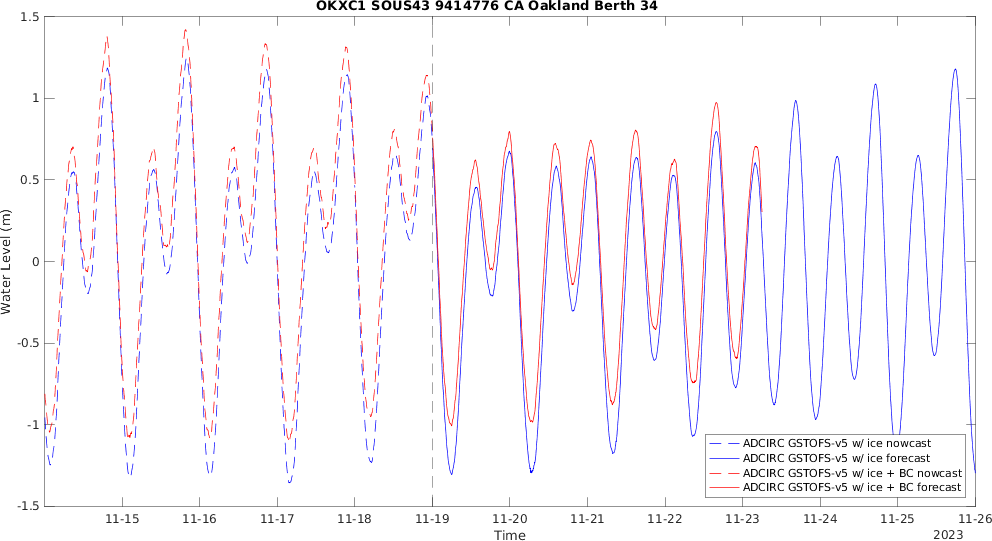 OKXC1 SOUS43 9414776 CA Oakland Berth 34
1.5
1
0.5
0
-0.5
-1
-1.5
Water Level (m)
ADCIRC GSTOFS-v5 w/ ice nowcast
ADCIRC GSTOFS-v5 w/ ice forecast
ADCIRC GSTOFS-v5 w/ ice + BC nowcast
ADCIRC GSTOFS-v5 w/ ice + BC forecast
11-15 11-16 11-17 11-18 11-19 11-20 11-21 11-22 11-23 11-24 11-25 11-26
Time
2023